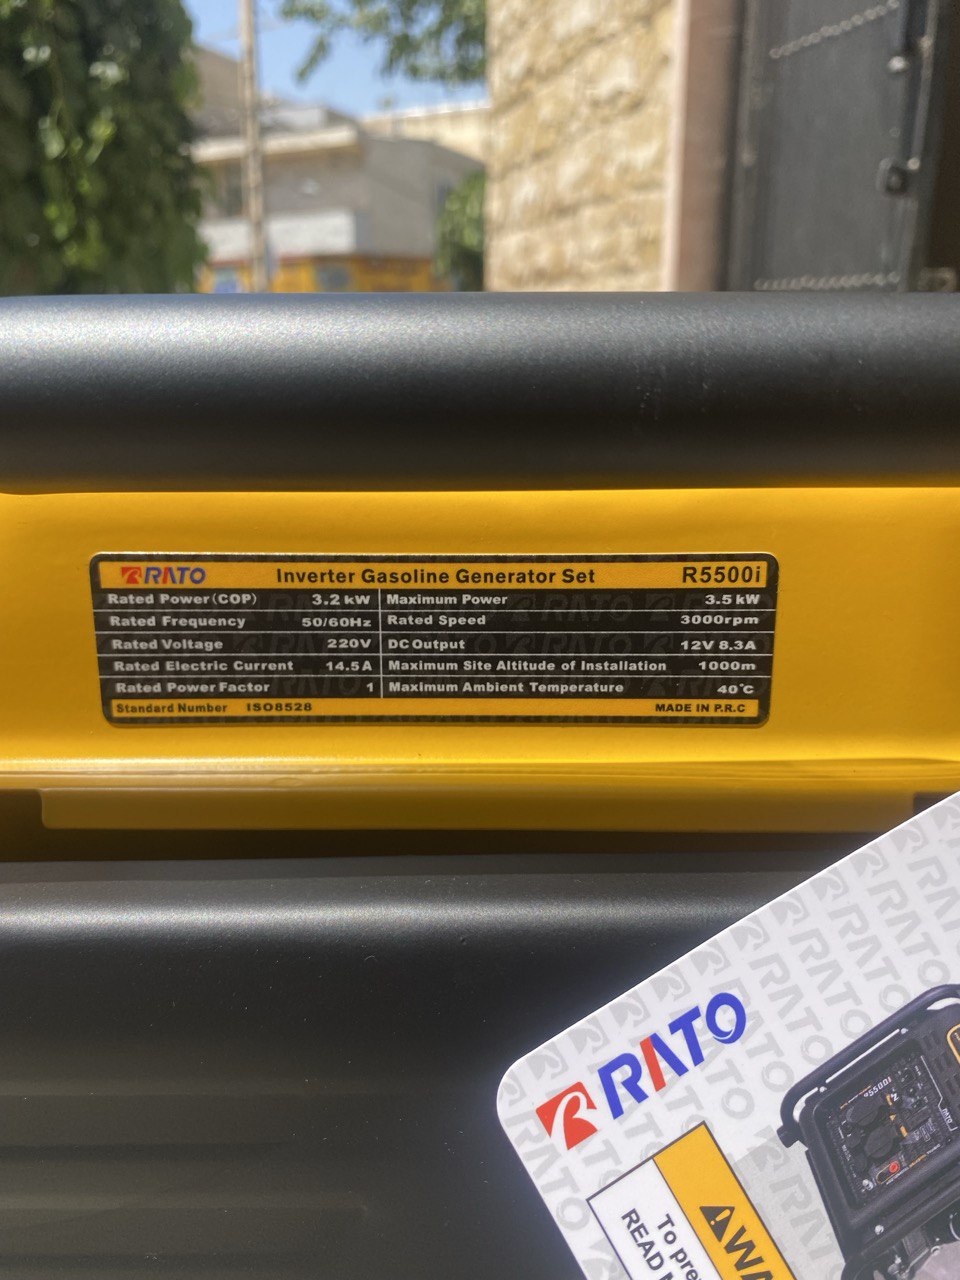 RATO Inverter Gasoline Generator Set R5500i
Rated Power(COP) 3.2 kW Maximum Power 3.5 kW
Rated Frequency 50/60Hz Rated Speed 3000rpm
Rated Voltage 220V DC Output 12V 8.3A
Rated Electric Current 14.5A Maximum Site Altitude of Installation 1000m
Rated Power Factor 1 Maximum Ambient Temperature 40°C
Standard Number ISO8528 MADE IN P.R.C
RATO
To
READ